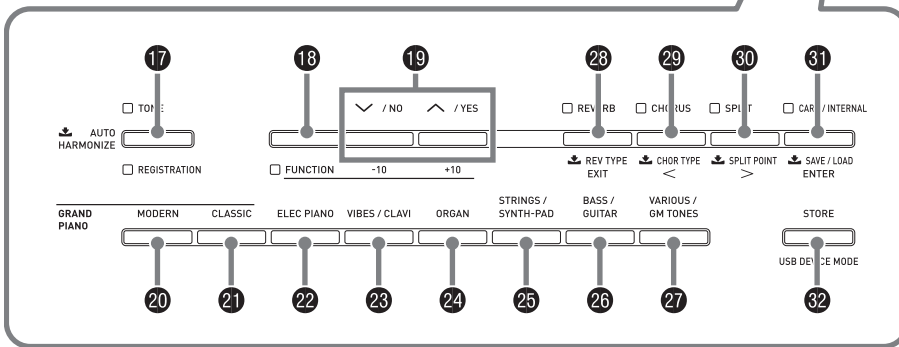 17 18 19 28 29 30 31
/ NO / YES
TONE REVERB CHORUS SPLIT CARD / INTERNAL
AUTO
HARMONIZE
REV TYPE CHOR TYPE SPLIT POINT SAVE / LOAD
REGISTRATION FUNCTION -10 +10 EXIT < > ENTER
GRAND
PIANO
MODERN CLASSIC ELEC PIANO VIBES / CLAVI ORGAN
STRINGS /
SYNTH-PAD
BASS /
GUITAR
VARIOUS /
GM TONES
STORE
USB DEVICE MODE
20 21 22 23 24 25 26 27 32